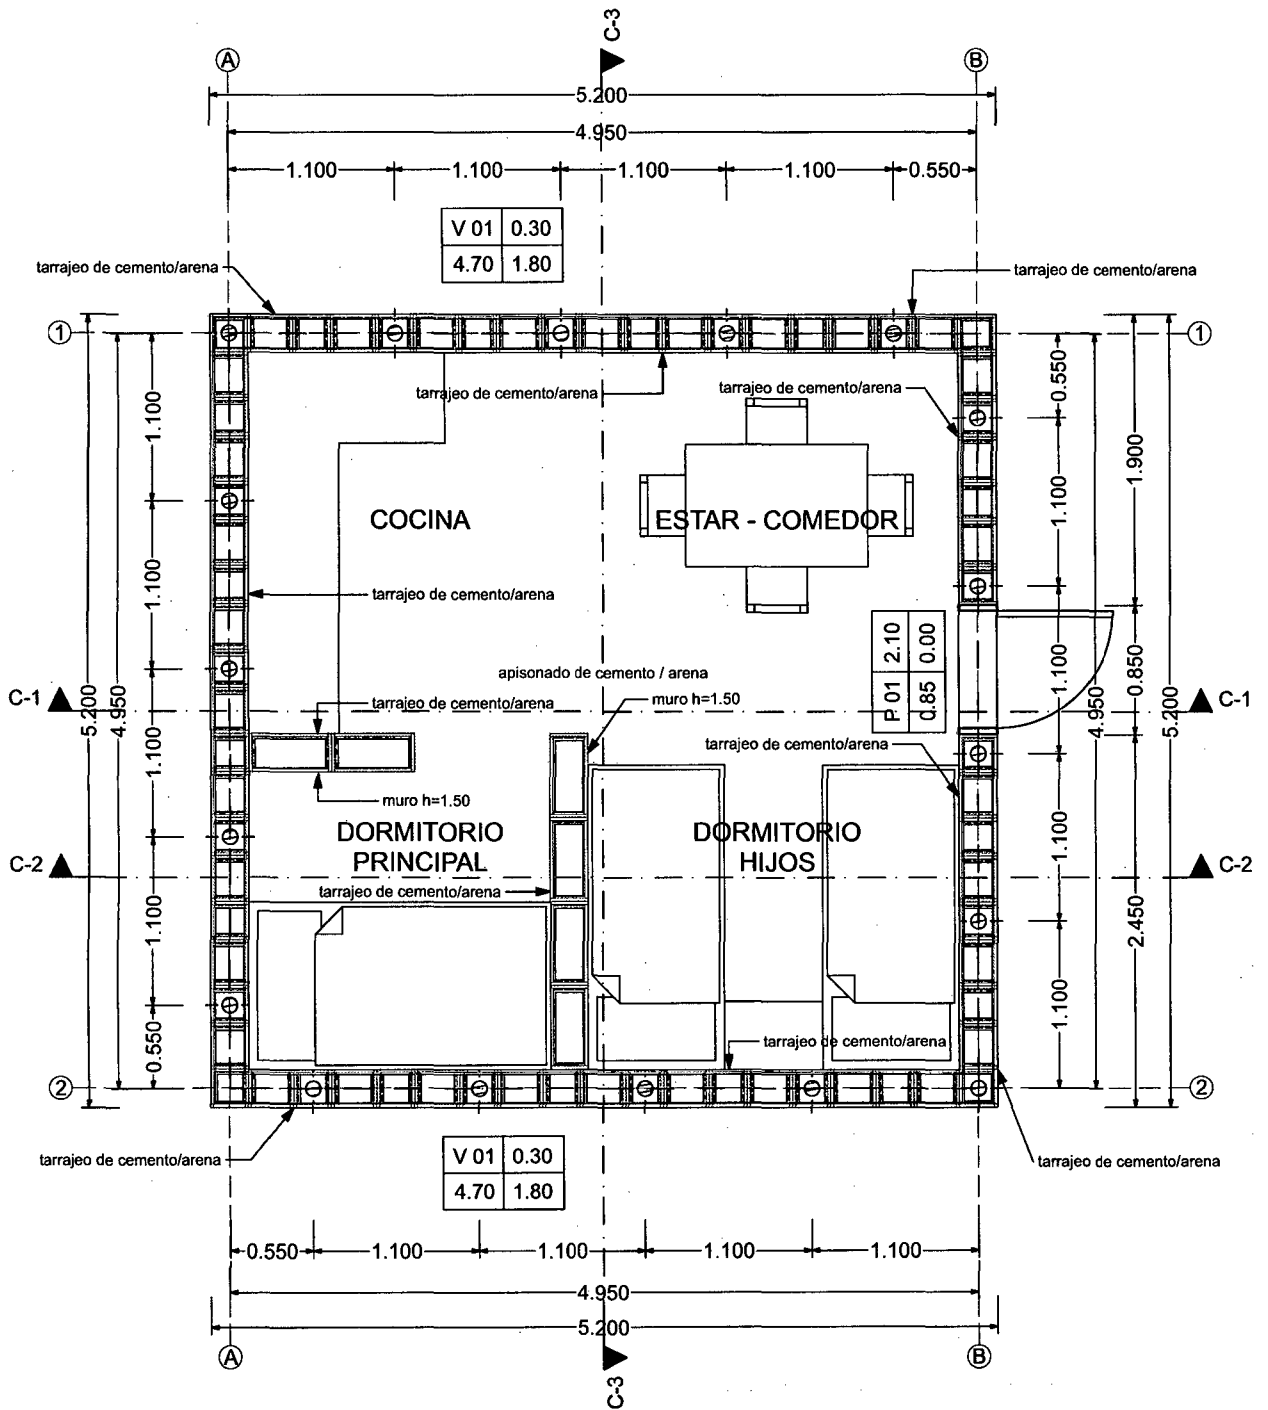 C-3
A
B
5.200
4.950
1.100
1.100
1.100
1.100
0.550
V 01
0.30
4.70
1.80
tarrajeo de cemento/arena
tarrajeo de cemento/arena
1
1
tarrajeo de cemento/arena
tarrajeo de cemento/arena
1.100
0.550
1.900
COCINA
ESTAR - COMEDOR
1.100
1.100
tarrajeo de cemento/arena
P 01
2.10
0.85
0.00
apisonado de cemento / arena
muro h=1.50
C-1
5.200
4.950
tarrajeo de cemento/arena
1.100
4.950
0.850
5.200
C-1
tarrajeo de cemento/arena
1.100
muro h=1.50
DORMITORIO
PRINCIPAL
DORMITORIO
HIJOS
1.100
C-2
C-2
tarrajeo de cemento/arena
1.100
2.450
1.100
0.550
tarrajeo de cemento/arena
2
2
tarrajeo de cemento/arena
V 01
0.30
4.70
1.80
tarrajeo de cemento/arena
0.550
1.100
1.100
1.100
1.100
4.950
5.200
A
B
C-3